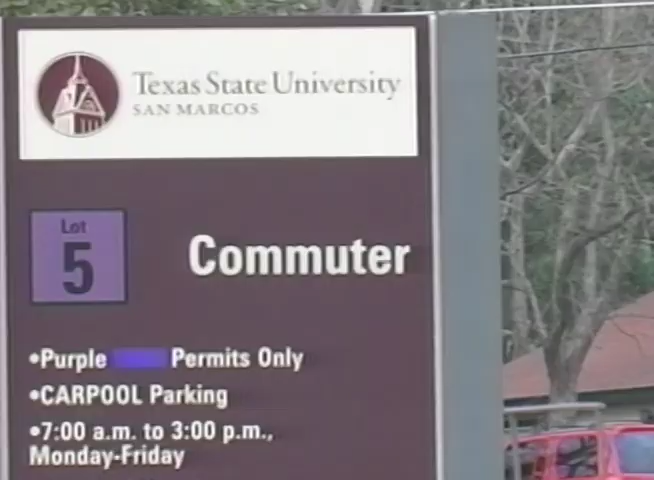 Texas State University
SAN MARCOS
Lot
5
Commuter
•Purple Permits Only
•CARPOOL Parking
•7:00 a.m. to 3:00 p.m.,
Monday-Friday